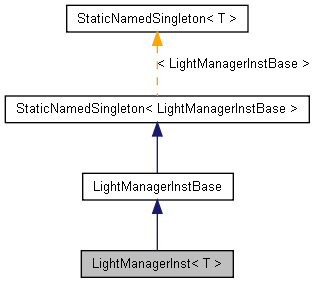 StaticNamedSingleton< T >
< LightManagerInstBase >
StaticNamedSingleton< LightManagerInstBase >
LightManagerInstBase
LightManagerInst< T >